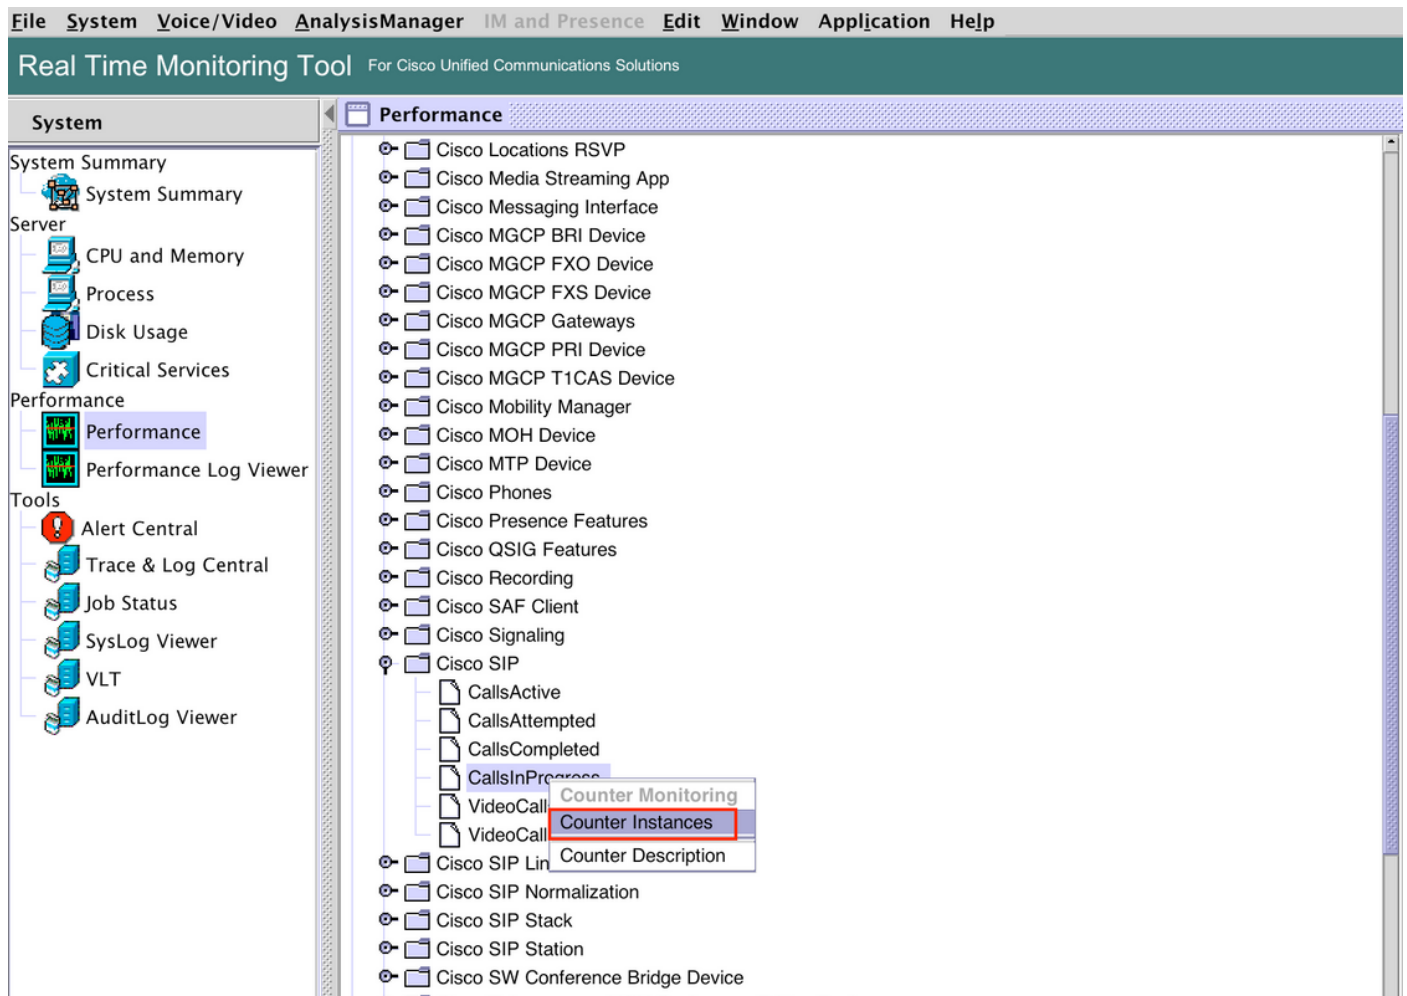 File System Voice/Video AnalysisManager IM and Presence Edit Window Application Help
Real Time Monitoring Tool For Cisco Unified Communications Solutions
System
System Summary
System Summary
Server
CPU and Memory
Process
Disk Usage
Critical Services
Performance
Performance
Performance Log Viewer
Tools
Alert Central
Trace & Log Central
Job Status
SysLog Viewer
VLT
AuditLog Viewer
Performance
Cisco Locations RSVP
Cisco Media Streaming App
Cisco Messaging Interface
Cisco MGCP BRI Device
Cisco MGCP FXO Device
Cisco MGCP FXS Device
Cisco MGCP Gateways
Cisco MGCP PRI Device
Cisco MGCP T1CAS Device
Cisco Mobility Manager
Cisco MOH Device
Cisco MTP Device
Cisco Phones
Cisco Presence Features
Cisco QSIG Features
Cisco Recording
Cisco SAF Client
Cisco Signaling
Cisco SIP
CallsActive
CallsAttempted
CallsCompleted
CallsInProgress
VideoCall
VideoCall
Counter Monitoring
Counter Instances
Counter Description
Cisco SIP Lin
Cisco SIP Normalization
Cisco SIP Stack
Cisco SIP Station
Cisco SW Conference Bridge Device